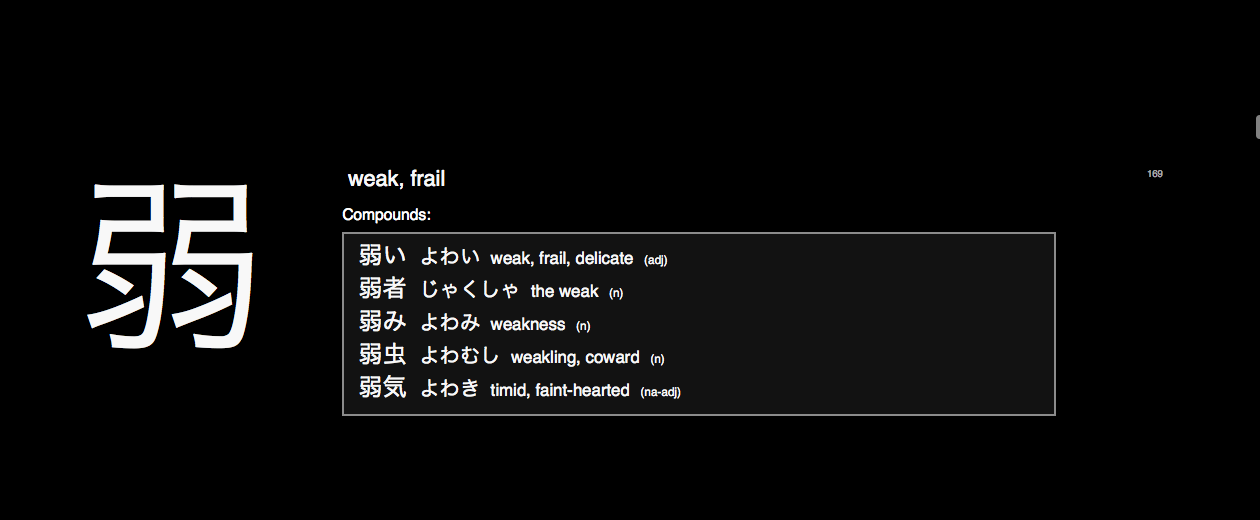 弱
weak, frail
169
Compounds:
弱い よわい weak, frail, delicate (adj)
弱者 じゃくしゃ the weak (n)
弱み よわみ weakness (n)
弱虫 よわむし weakling, coward (n)
弱気 よわき timid, faint-hearted (na-adj)